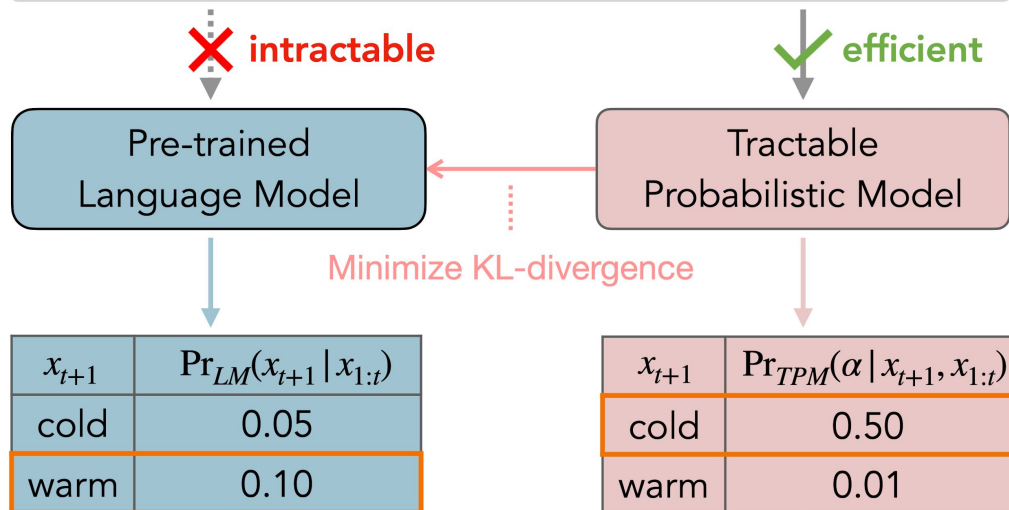 intractable
efficient
Pre-trained
Language Model
Tractable
Probabilistic Model
Minimize KL-divergence
x_{t+1} Pr_{LM}(x_{t+1} | x_{1:t})
cold 0.05
warm 0.10
x_{t+1} Pr_{TPM}(α | x_{t+1}, x_{1:t})
cold 0.50
warm 0.01